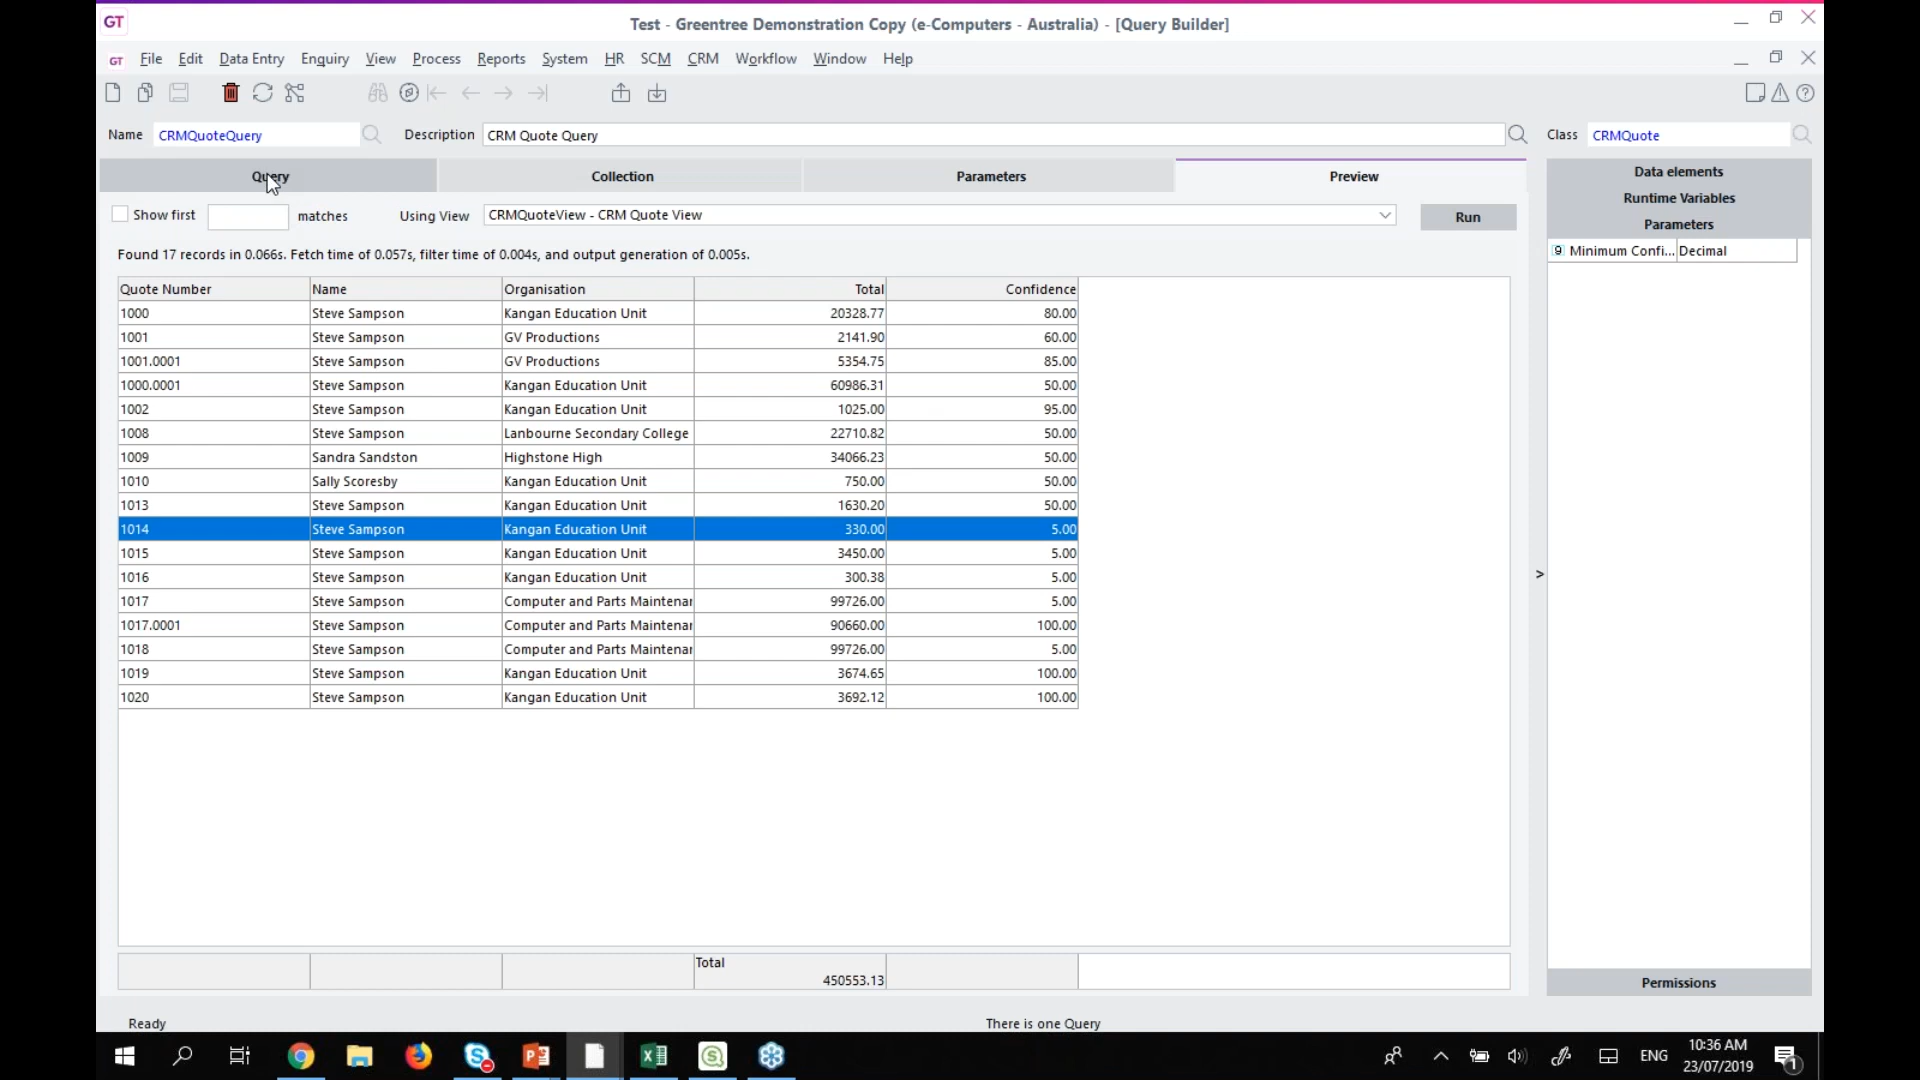 GT
Test - Greentree Demonstration Copy (e-Computers - Australia) - [Query Builder]
GT File Edit Data Entry Enquiry View Process Reports System HR SCM CRM Workflow Window Help
Name CRMQuoteQuery Description CRM Quote Query Class CRMQuote
Query Collection Parameters Preview
Data elements
Runtime Variables
Parameters
Minimum Confi... Decimal
Show first matches Using View CRMQuoteView - CRM Quote View Run
Found 17 records in 0.066s. Fetch time of 0.057s, filter time of 0.004s, and output generation of 0.005s.
Quote Number Name Organisation Total Confidence
1000 Steve Sampson Kangan Education Unit 20328.77 80.00
1001 Steve Sampson GV Productions 2141.90 60.00
1001.0001 Steve Sampson GV Productions 5354.75 85.00
1000.0001 Steve Sampson Kangan Education Unit 60986.31 50.00
1002 Steve Sampson Kangan Education Unit 1025.00 95.00
1008 Steve Sampson Lanbourne Secondary College 22710.82 50.00
1009 Sandra Sandston Highstone High 34066.23 50.00
1010 Sally Scoresby Kangan Education Unit 750.00 50.00
1013 Steve Sampson Kangan Education Unit 1630.20 50.00
1014 Steve Sampson Kangan Education Unit 330.00 5.00
1015 Steve Sampson Kangan Education Unit 3450.00 5.00
1016 Steve Sampson Kangan Education Unit 300.38 5.00
1017 Steve Sampson Computer and Parts Maintenar 99726.00 5.00
1017.0001 Steve Sampson Computer and Parts Maintenar 90660.00 100.00
1018 Steve Sampson Computer and Parts Maintenar 99726.00 5.00
1019 Steve Sampson Kangan Education Unit 3674.65 100.00
1020 Steve Sampson Kangan Education Unit 3692.12 100.00
>
Total
450553.13
Permissions
Ready There is one Query
ENG 10:36 AM
23/07/2019
1